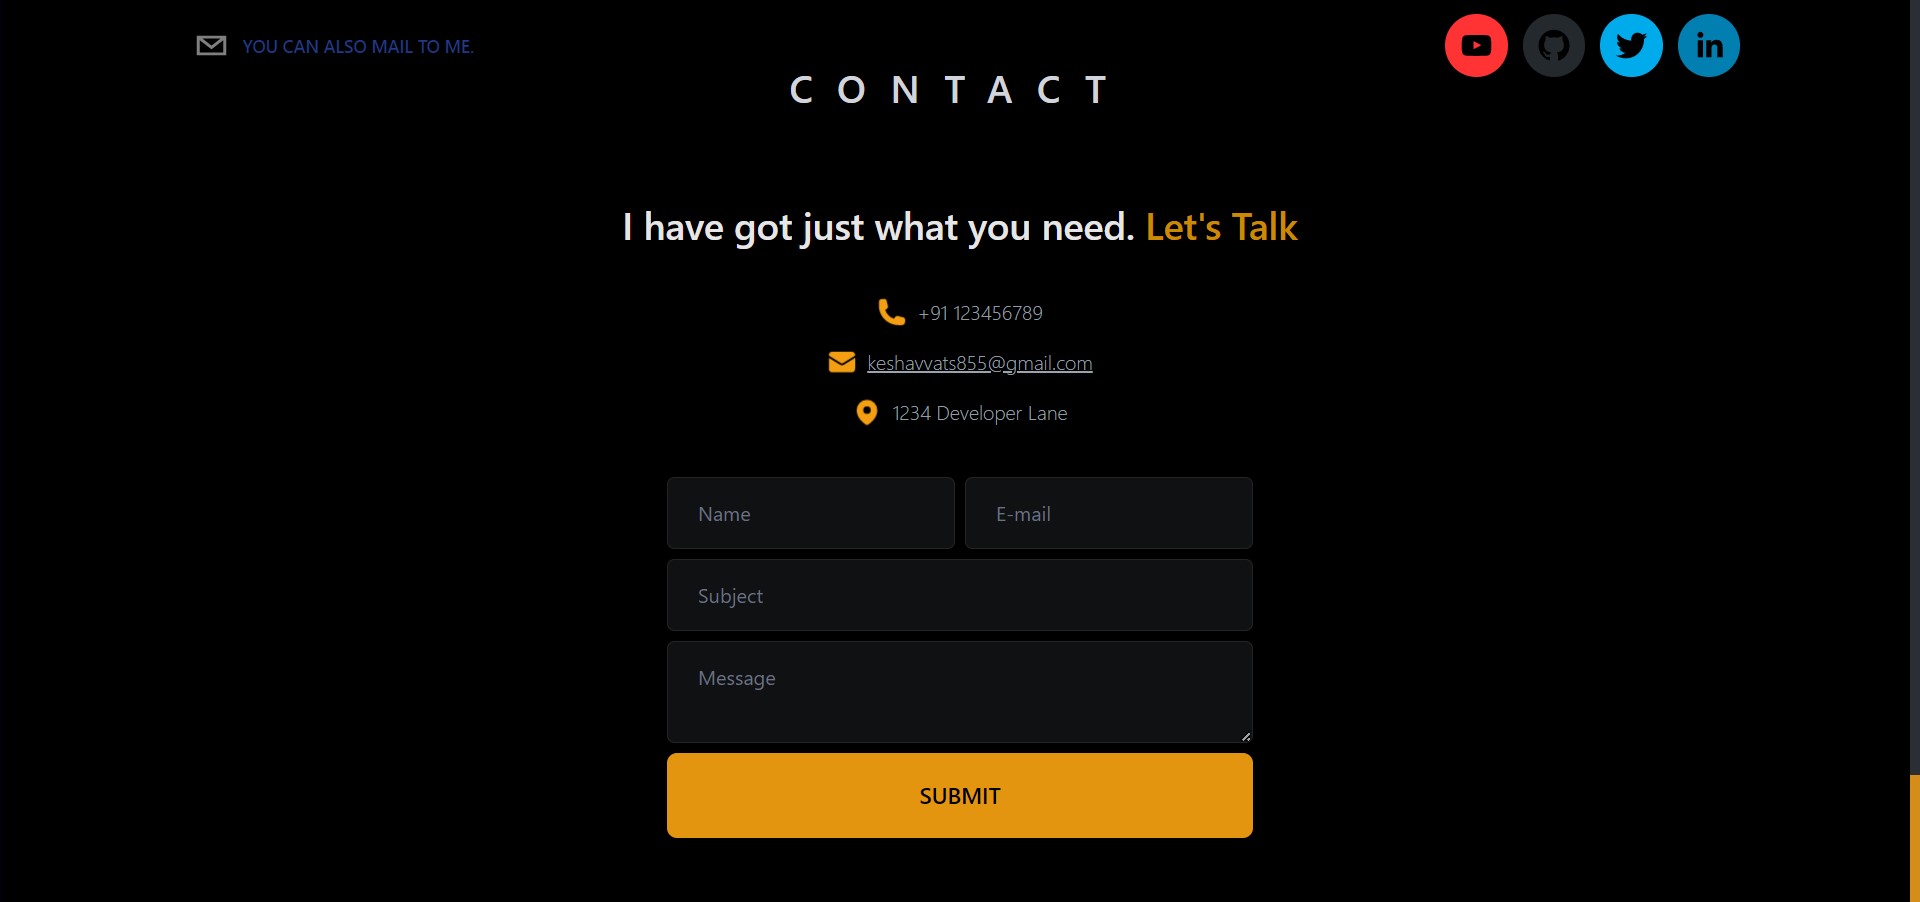 YOU CAN ALSO MAIL TO ME.
in
C O N T A C T
I have got just what you need. Let's Talk
+91 123456789
keshavvats855@gmail.com
1234 Developer Lane
Name
E-mail
Subject
Message
SUBMIT